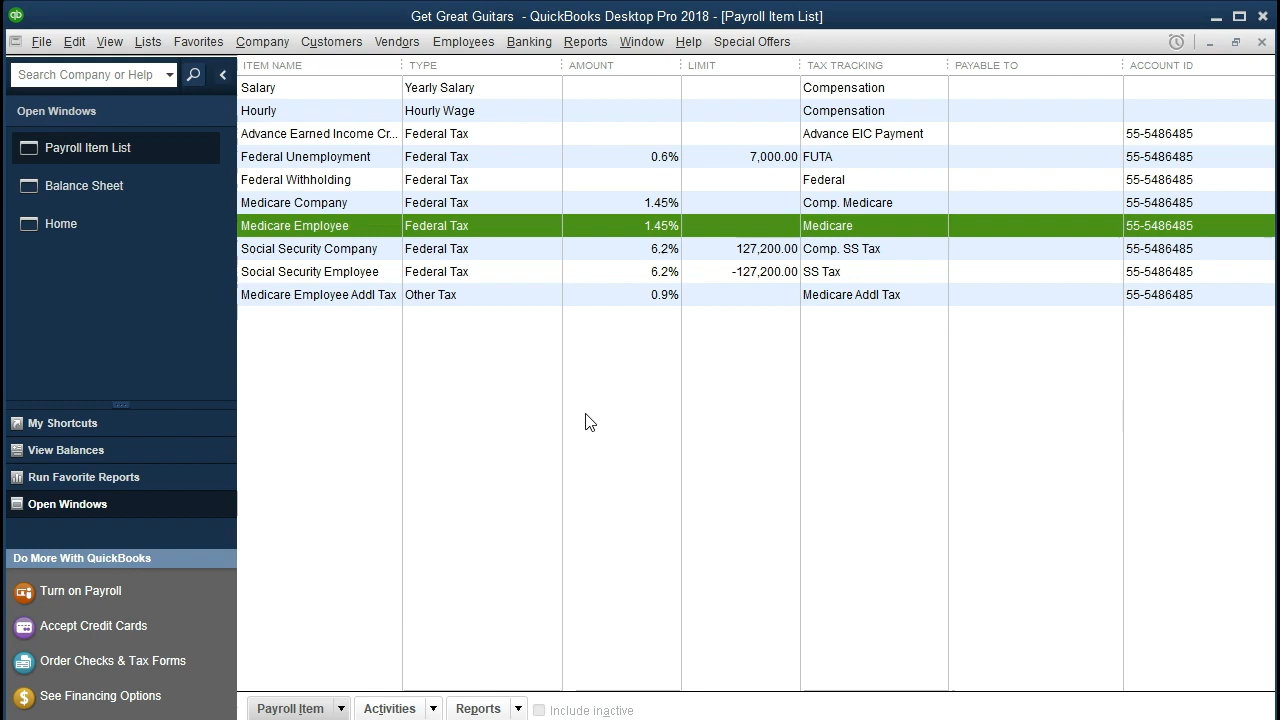 qb
Get Great Guitars - QuickBooks Desktop Pro 2018 - [Payroll Item List]
File Edit View Lists Favorites Company Customers Vendors Employees Banking Reports Window Help Special Offers
Search Company or Help
Open Windows
Payroll Item List
Balance Sheet
Home
My Shortcuts
View Balances
Run Favorite Reports
Open Windows
Do More With QuickBooks
Turn on Payroll
Accept Credit Cards
Order Checks & Tax Forms
$ See Financing Options
ITEM NAME TYPE AMOUNT LIMIT TAX TRACKING PAYABLE TO ACCOUNT ID
Salary Yearly Salary Compensation
Hourly Hourly Wage Compensation
Advance Earned Income Cr... Federal Tax Advance EIC Payment 55-5486485
Federal Unemployment Federal Tax 0.6% 7,000.00 FUTA 55-5486485
Federal Withholding Federal Tax Federal 55-5486485
Medicare Company Federal Tax 1.45% Comp. Medicare 55-5486485
Medicare Employee Federal Tax 1.45% Medicare 55-5486485
Social Security Company Federal Tax 6.2% 127,200.00 Comp. SS Tax 55-5486485
Social Security Employee Federal Tax 6.2% -127,200.00 SS Tax 55-5486485
Medicare Employee Addl Tax Other Tax 0.9% Medicare Addl Tax 55-5486485
Payroll Item Activities Reports Include inactive